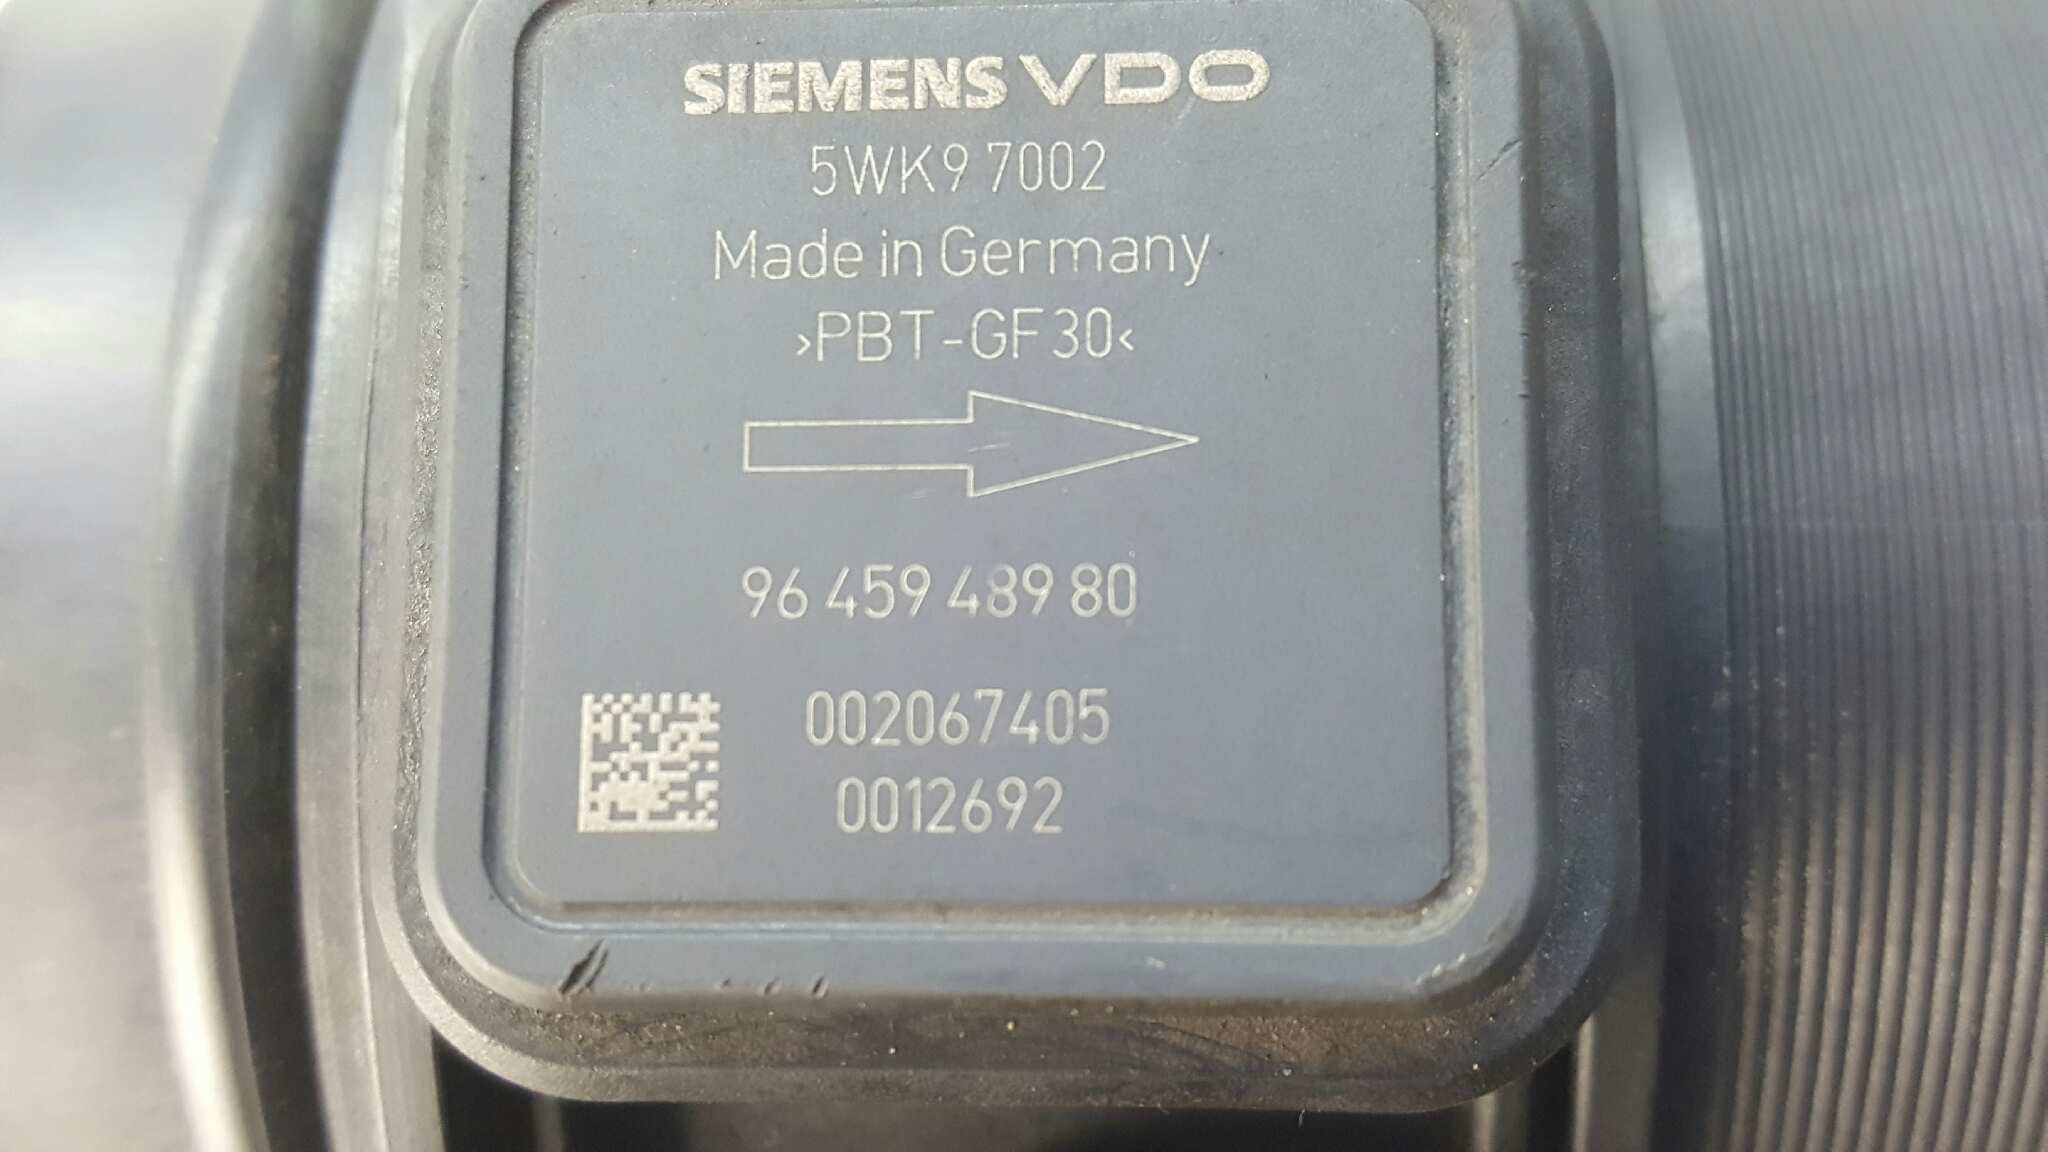 SIEMENS VDO
5WK9 7002
Made in Germany
>PBT-GF30<
96 459 489 80
002067405
0012692